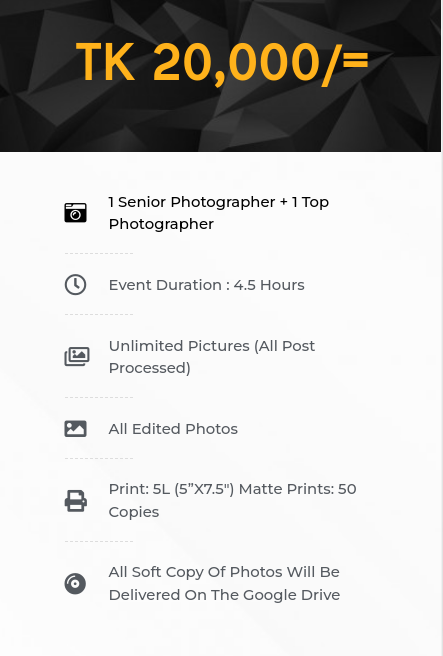 TK 20,000/=
1 Senior Photographer + 1 Top
Photographer
Event Duration : 4.5 Hours
Unlimited Pictures (All Post
Processed)
All Edited Photos
Print: 5L (5”X7.5") Matte Prints: 50
Copies
All Soft Copy Of Photos Will Be
Delivered On The Google Drive